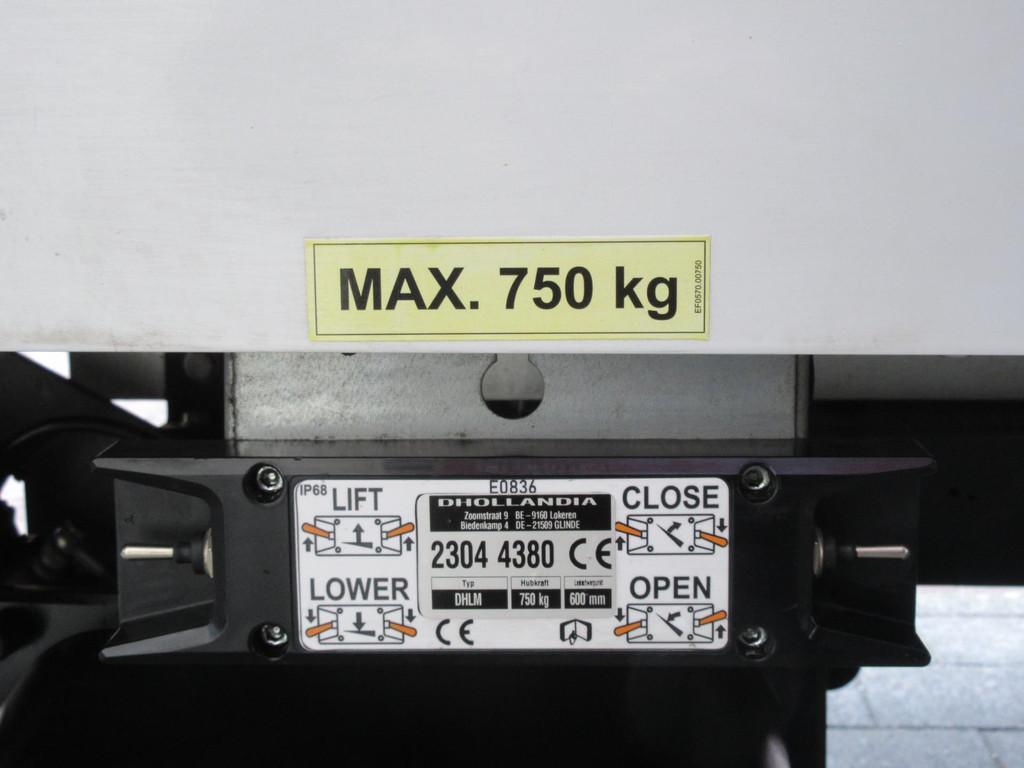 MAX. 750 kg
EF0570.00750
E0836
IP68
LIFT
DHOLLANDIA
CLOSE
Zoomstraat 9 BE-9160 Lokeren
Biedenkamp 4 DE-21509 GLINDE
2304 4380 CE
LOWER
Typ Hubkraft
DHLM 750 kg 600 mm
OPEN
CE